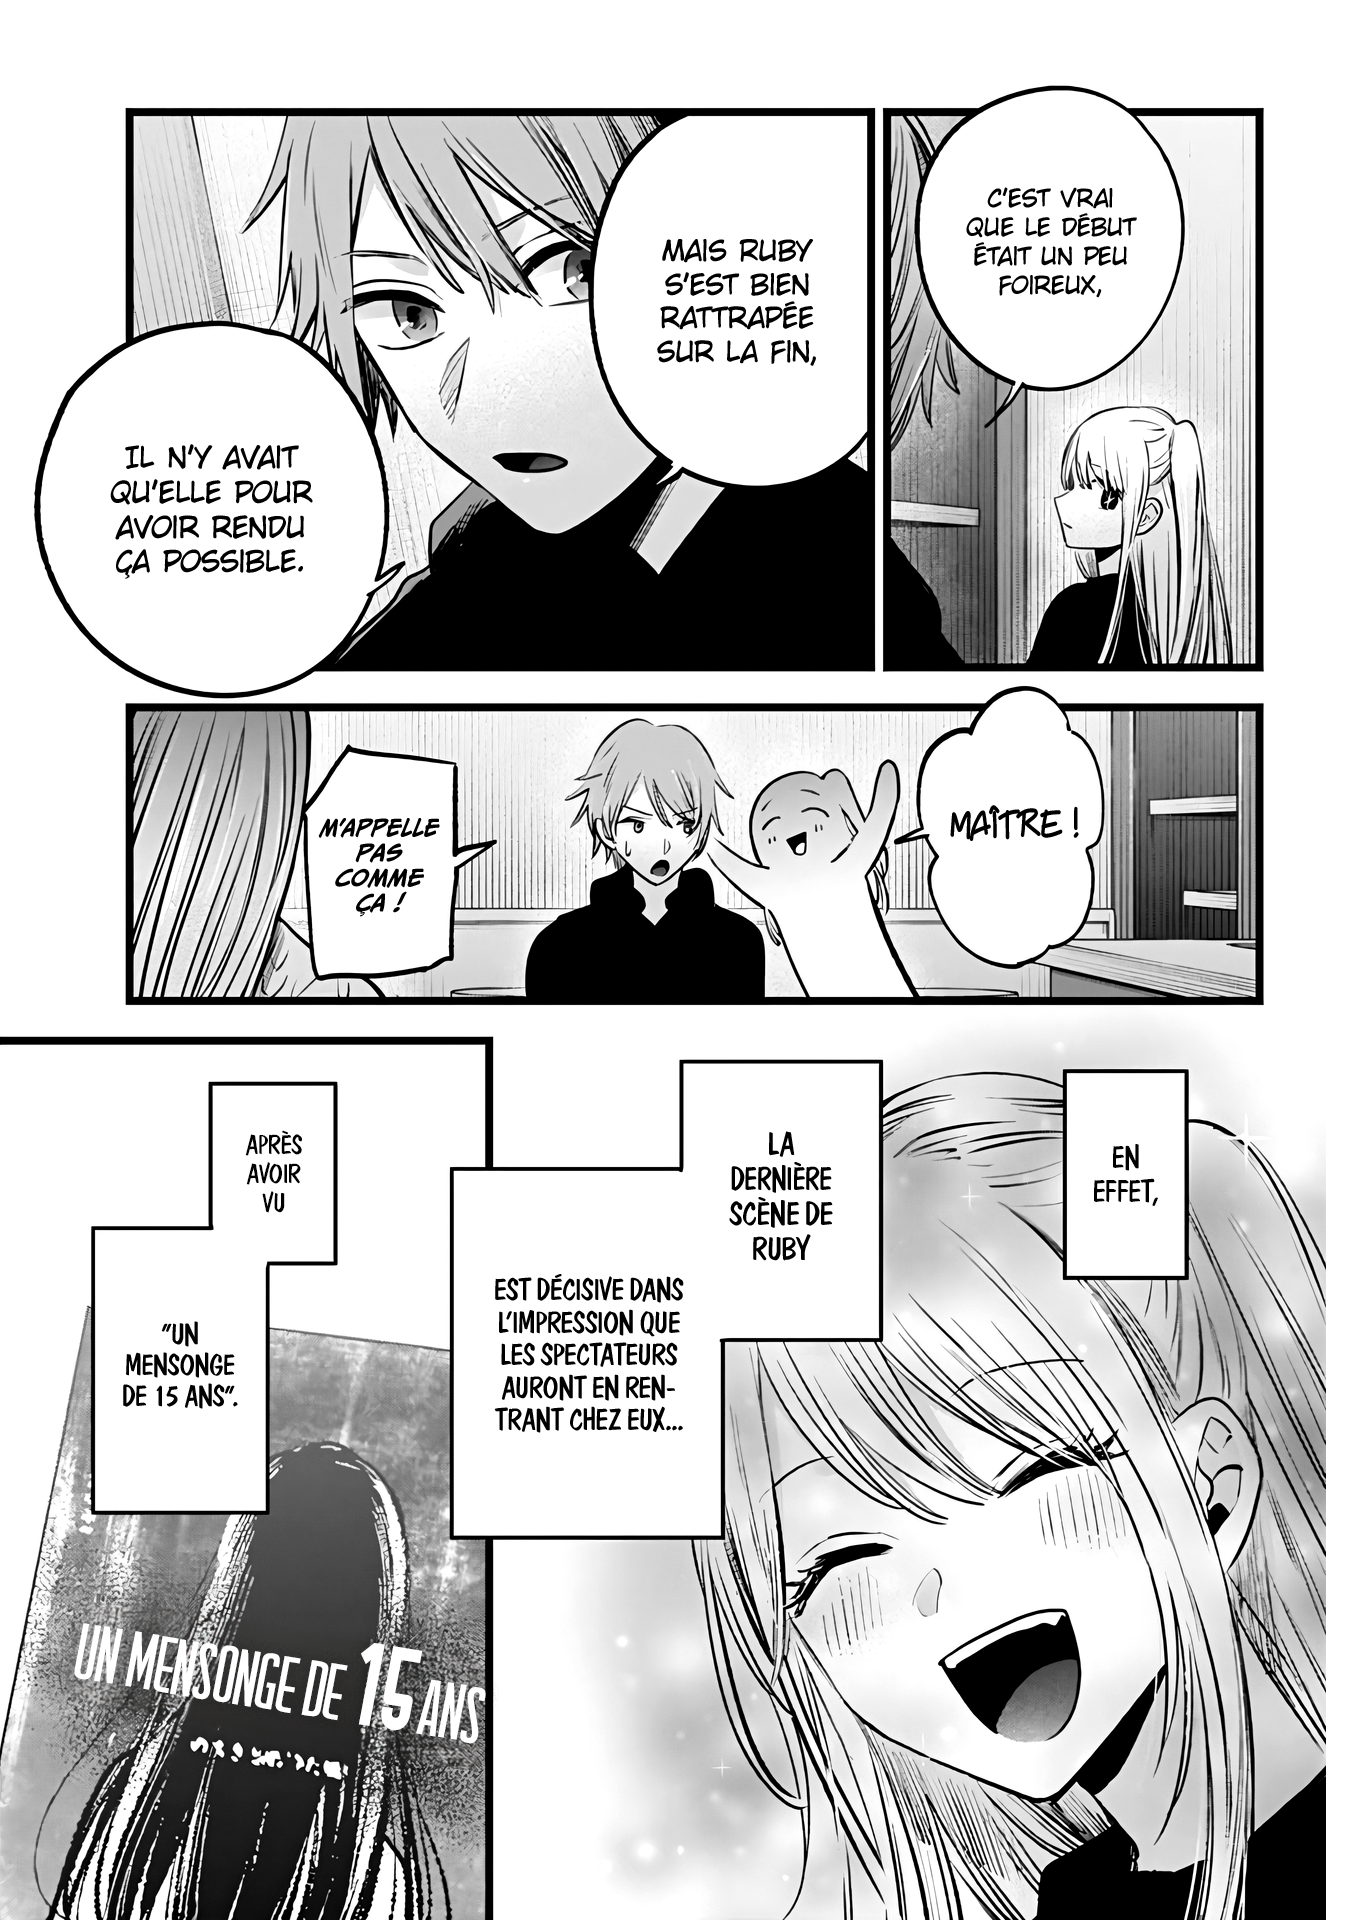 C'EST VRAI
QUE LE DÉBUT
ÉTAIT UN PEU
FOIREUX,
MAIS RUBY
S'EST BIEN
RATTRAPÉE
SUR LA FIN,
IL N'Y AVAIT
QU'ELLE POUR
AVOIR RENDU
ÇA POSSIBLE.
MAÎTRE !
M'APPELLE
PAS
COMME
ÇA !
EN
EFFET,
LA
DERNIÈRE
SCÈNE DE
RUBY
EST DÉCISIVE DANS
L'IMPRESSION QUE
LES SPECTATEURS
AURONT EN REN-
TRANT CHEZ EUX...
APRÈS
AVOIR
VU
"UN
MENSONGE
DE 15 ANS".
UN MENSONGE DE 15 ANS